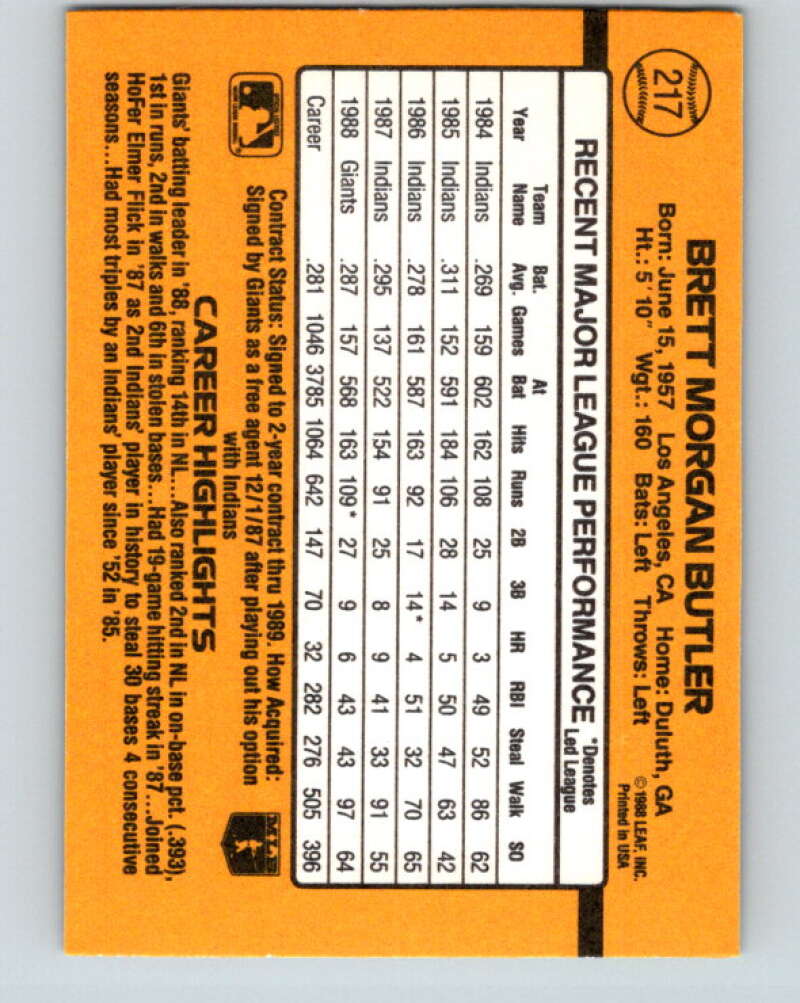 217
BRETT MORGAN BUTLER
Born: June 15, 1957 Los Angeles, CA Home: Duluth, GA
Ht.: 5'10" Wgt.: 160 Bats: Left Throws: Left
© 1988 LEAF, INC.
Printed in USA
RECENT MAJOR LEAGUE PERFORMANCE *Denotes Led League
Year Team Name Bat. Avg. Games At Bat Hits Runs 2B 3B HR RBI Steal Walk SO
1984 Indians .269 159 602 162 108 25 9 3 49 52 86 62
1985 Indians .311 152 591 184 106 28 14 5 50 47 63 42
1986 Indians .278 161 587 163 92 17 14* 4 51 32 70 65
1987 Indians .295 137 522 154 91 25 8 9 41 33 91 55
1988 Giants .287 157 568 163 109* 27 9 6 43 43 97 64
Career .281 1046 3785 1064 642 147 70 32 282 276 505 396
Contract Status: Signed to 2-year contract thru 1989. How Acquired:
Signed by Giants as a free agent 12/1/87 after playing out his option
with Indians
MLB
CAREER HIGHLIGHTS
Giants' batting leader in '88, ranking 14th in NL...Also ranked 2nd in NL in on-base pct. (.393),
1st in runs, 2nd in walks and 6th in stolen bases...Had 19-game hitting streak in '87...Joined
HoFer Elmer Flick in '87 as 2nd Indians' player in history to steal 30 bases 4 consecutive
seasons...Had most triples by an Indians' player since '52 in '85.